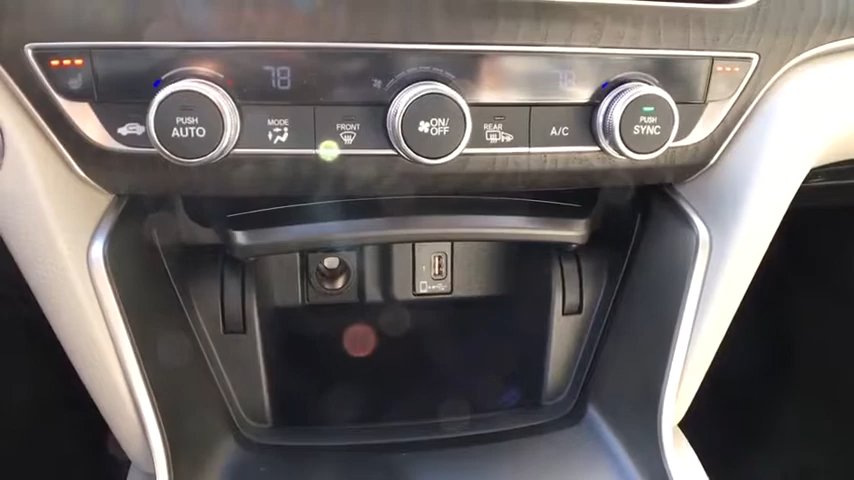 78
78
PUSH
AUTO
MODE
FRONT
ON/
OFF
REAR
A/C
PUSH
SYNC